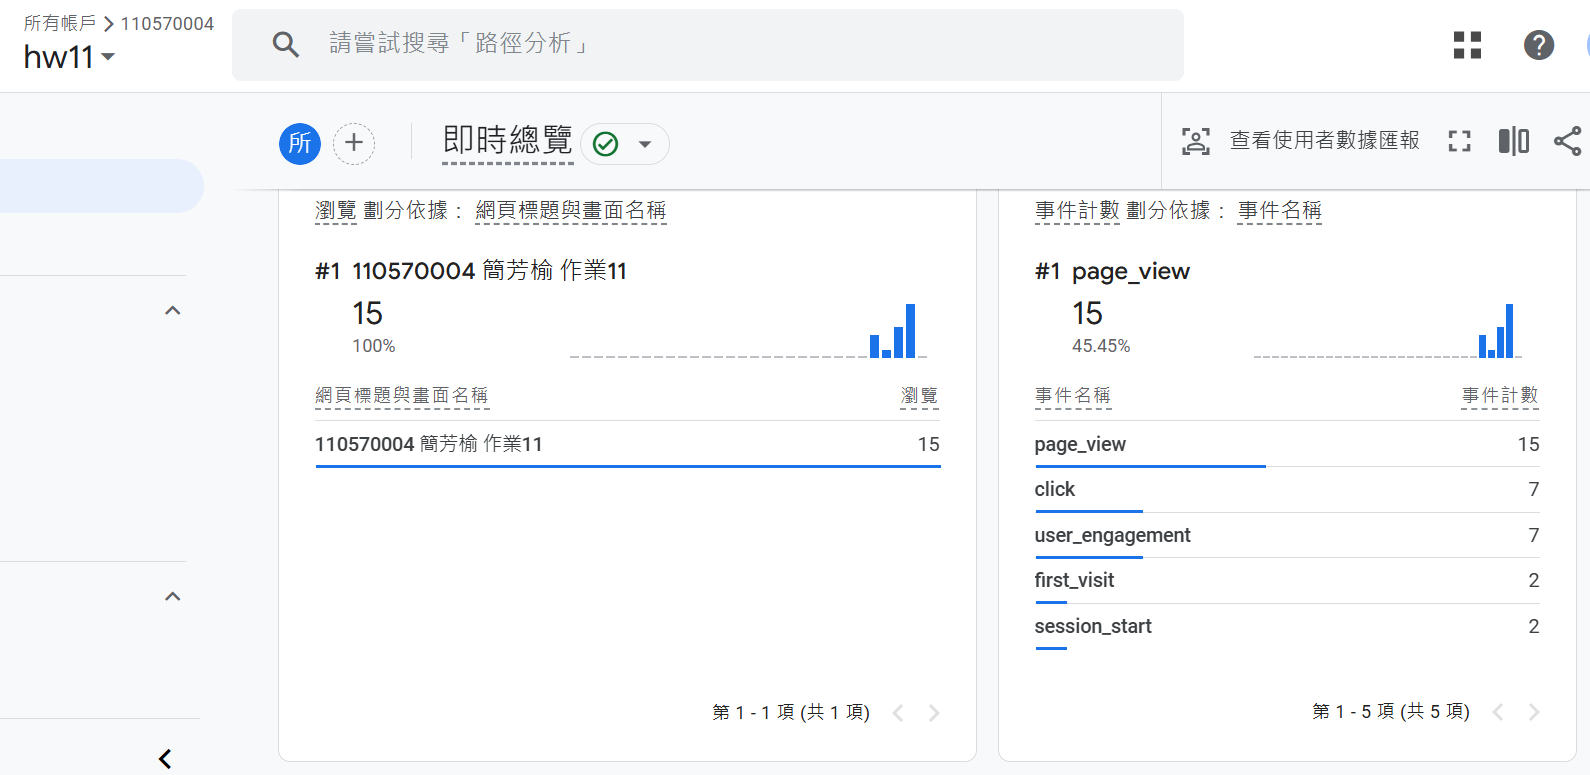 所有帳戶 > 110570004
hw11
請嘗試搜尋「路徑分析」
所
即時總覽
查看使用者數據匯報
瀏覽 劃分依據： 網頁標題與畫面名稱
#1 110570004 簡芳榆 作業11
15
100%
網頁標題與畫面名稱 瀏覽
110570004 簡芳榆 作業11 15
第 1 - 1 項 (共 1 項)
事件計數 劃分依據： 事件名稱
#1 page_view
15
45.45%
事件名稱 事件計數
page_view 15
click 7
user_engagement 7
first_visit 2
session_start 2
第 1 - 5 項 (共 5 項)